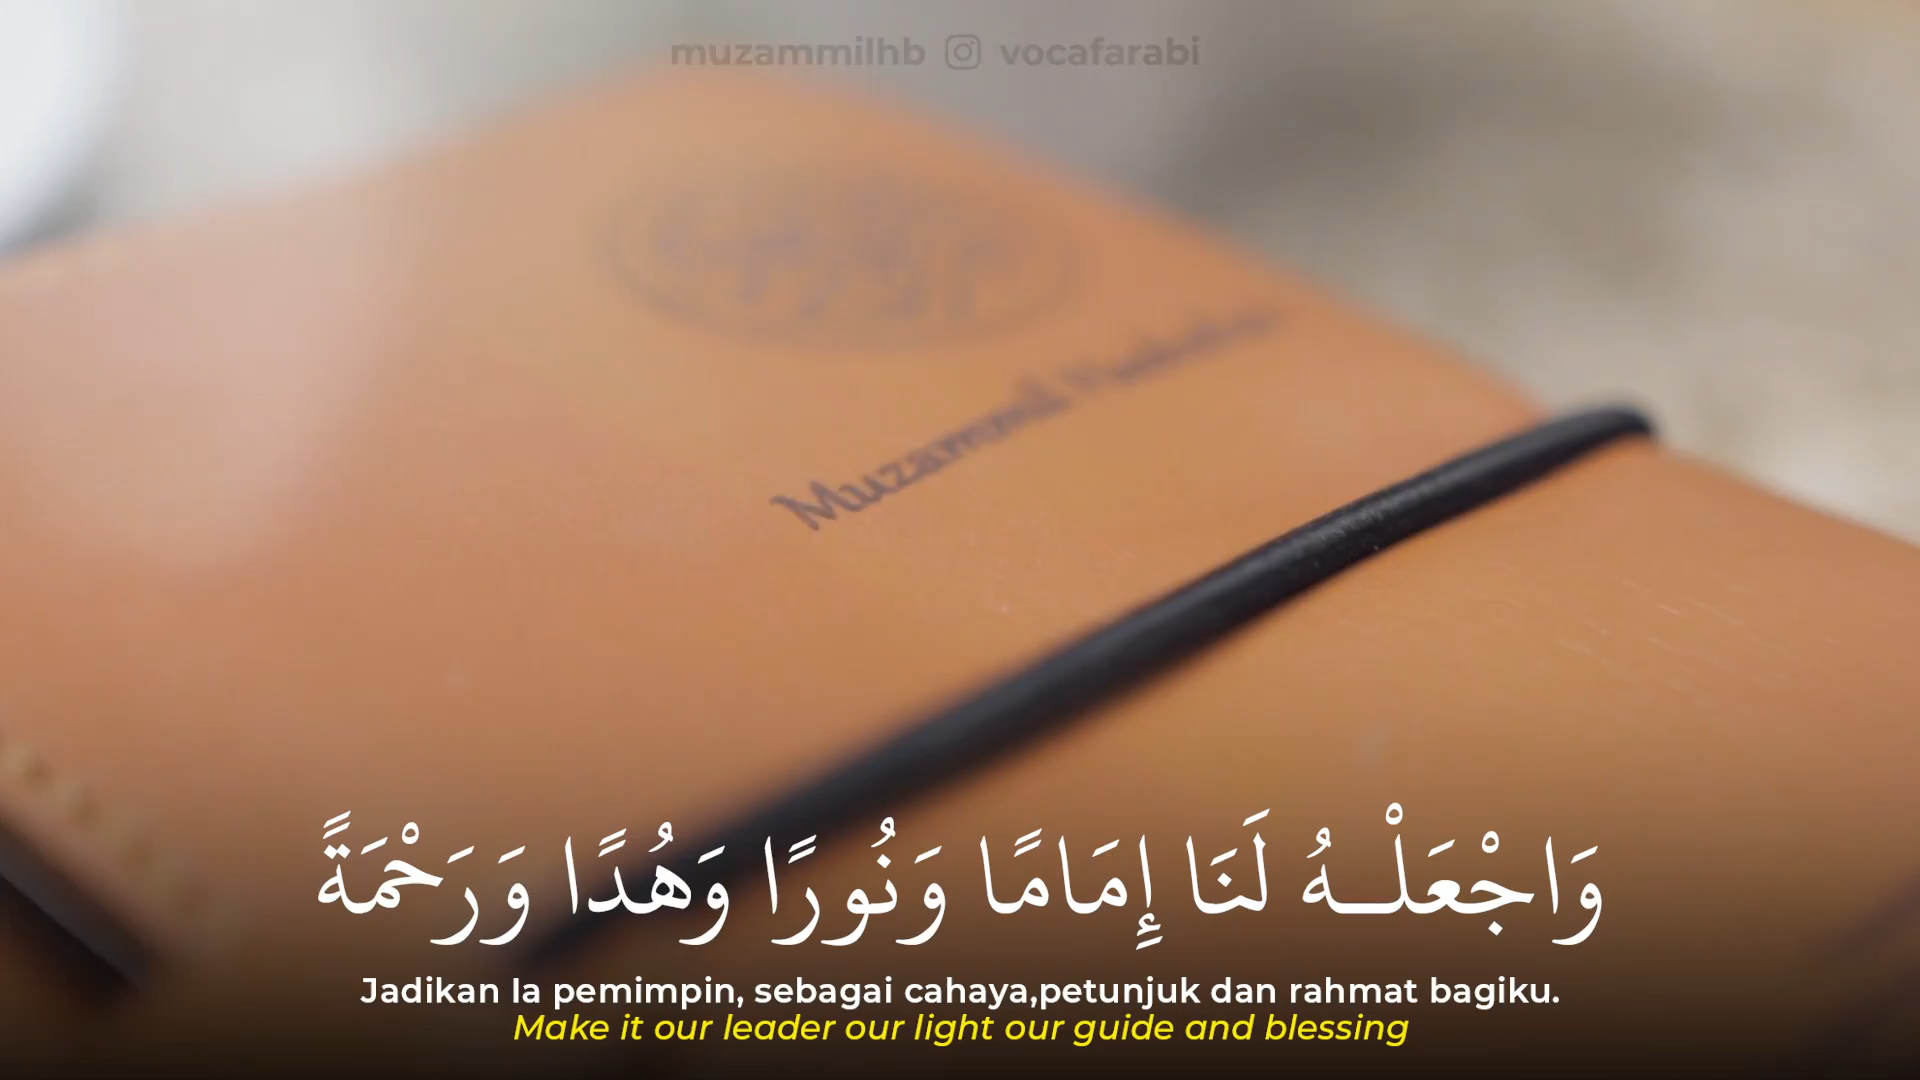 muzammilhb vocafarabi
Muzammil
وَاجْعَلْـهُ لَنَا إِمَامًا وَنُورًا وَهُدًا وَرَحْمَةً
Jadikan Ia pemimpin, sebagai cahaya,petunjuk dan rahmat bagiku.
Make it our leader our light our guide and blessing